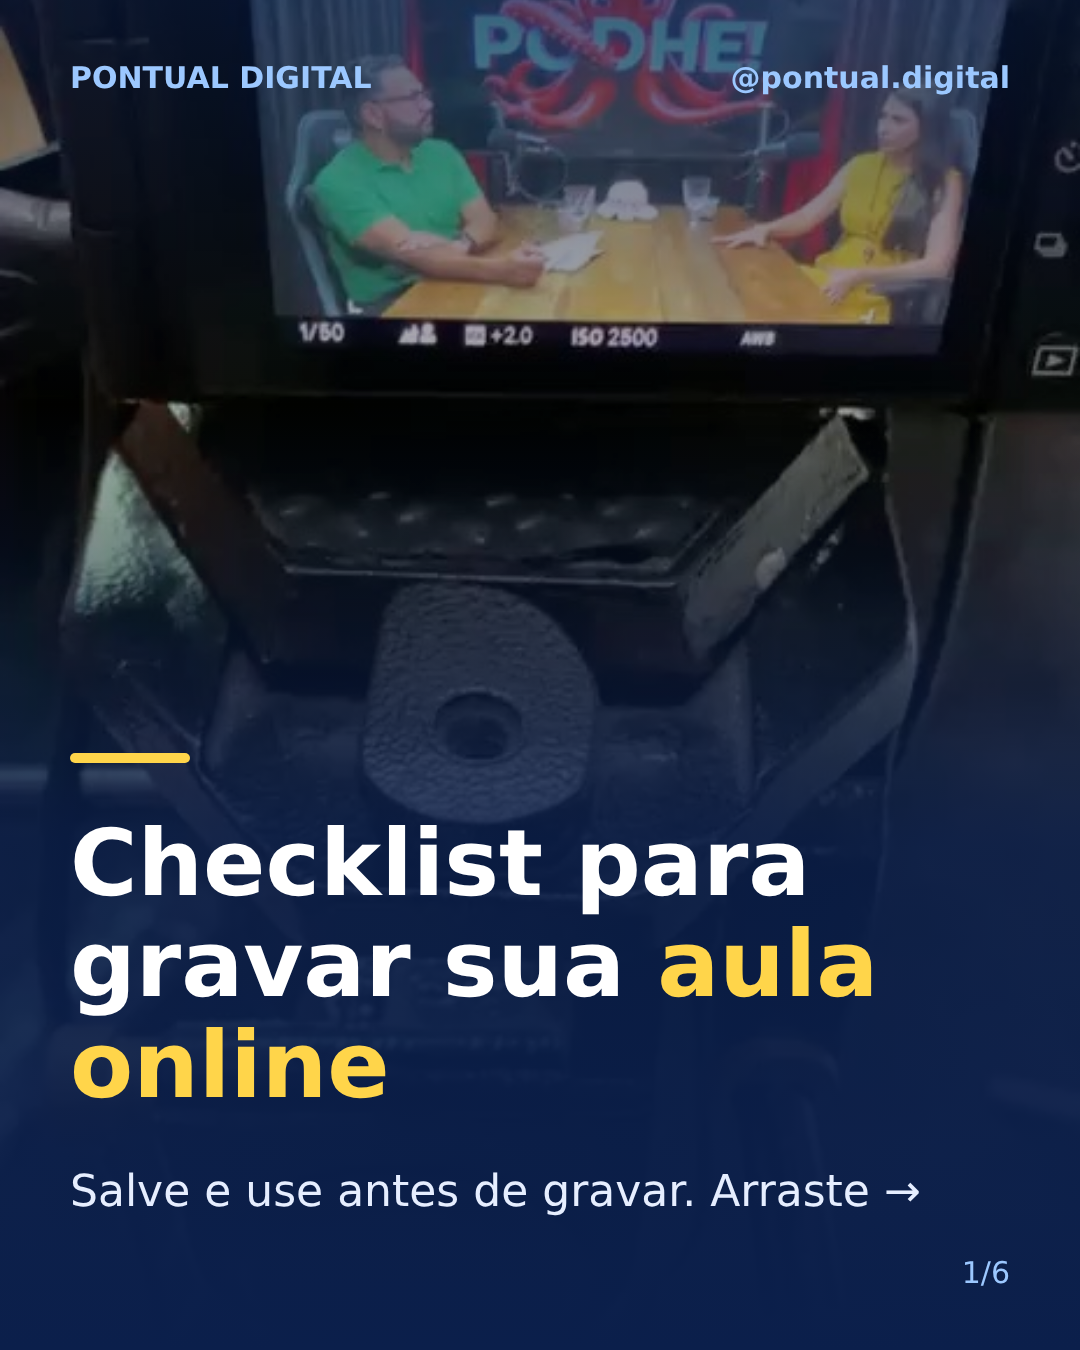 PODHE!
PONTUAL DIGITAL
@pontual.digital
1/50
+2.0
ISO 2500
AWB
Checklist para
gravar sua aula
online
Salve e use antes de gravar. Arraste →
1/6